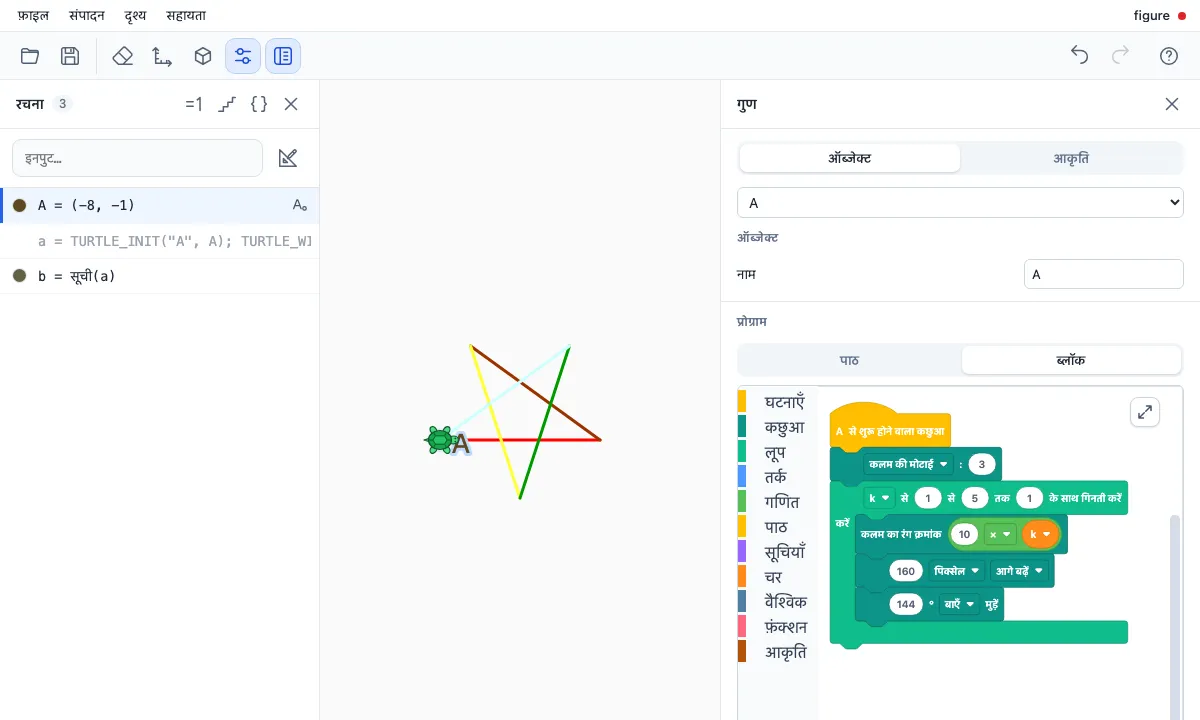 फ़ाइल संपादन दृश्य सहायता figure
रचना 3 =1 {}
इनपुट...
A = (−8, −1)
a = TURTLE_INIT("A", A); TURTLE_WI
b = सूची(a)
A
गुण
ऑब्जेक्ट आकृति
A
ऑब्जेक्ट
नाम A
प्रोग्राम
पाठ ब्लॉक
घटनाएँ
कछुआ
लूप
तर्क
गणित
पाठ
सूचियाँ
चर
वैश्विक
फ़ंक्शन
आकृति
A से शुरू होने वाला कछुआ
कलम की मोटाई : 3
k से 1 से 5 तक 1 के साथ गिनती करें
करें
कलम का रंग क्रमांक 10 × k
160 पिक्सेल आगे बढ़ें
144 ° बाएँ मुड़ें